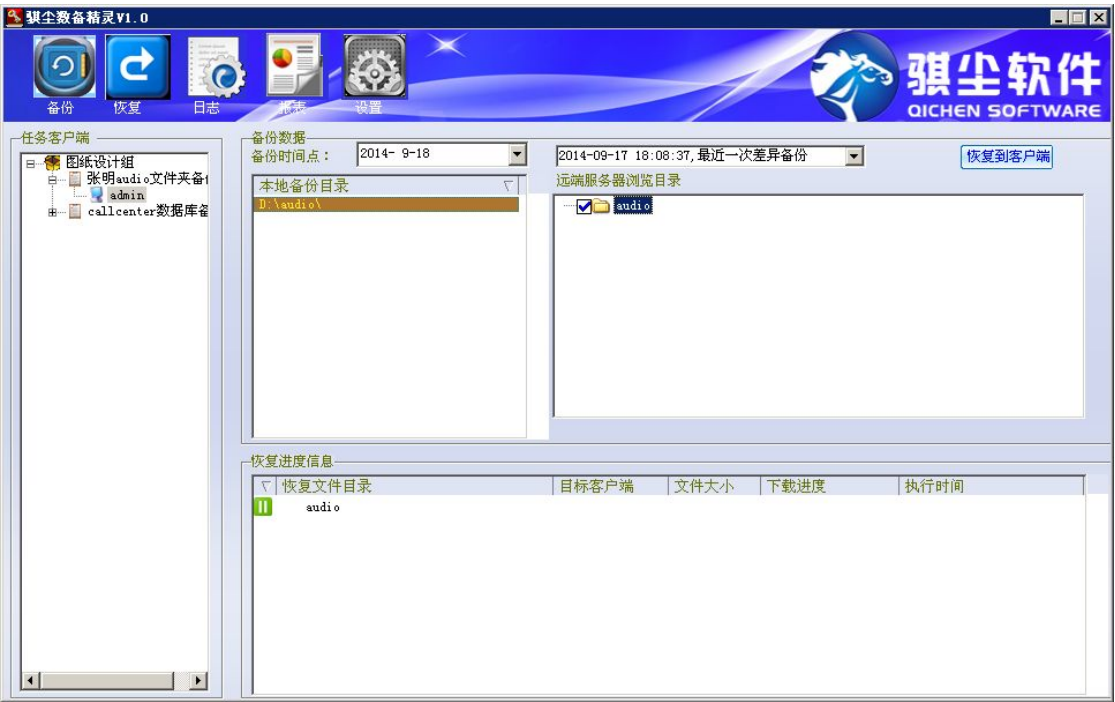 骐尘数备精灵V1.0
骐尘软件
QICHEN SOFTWARE
备份 恢复 日志 报表 设置
任务客户端
图纸设计组
张明audio文件夹备
admin
callcenter数据库备
备份数据
备份时间点： 2014- 9-18
2014-09-17 18:08:37,最近一次差异备份
恢复到客户端
本地备份目录
D:\audio\
远端服务器浏览目录
audio
恢复进度信息
恢复文件目录 目标客户端 文件大小 下载进度 执行时间
audio